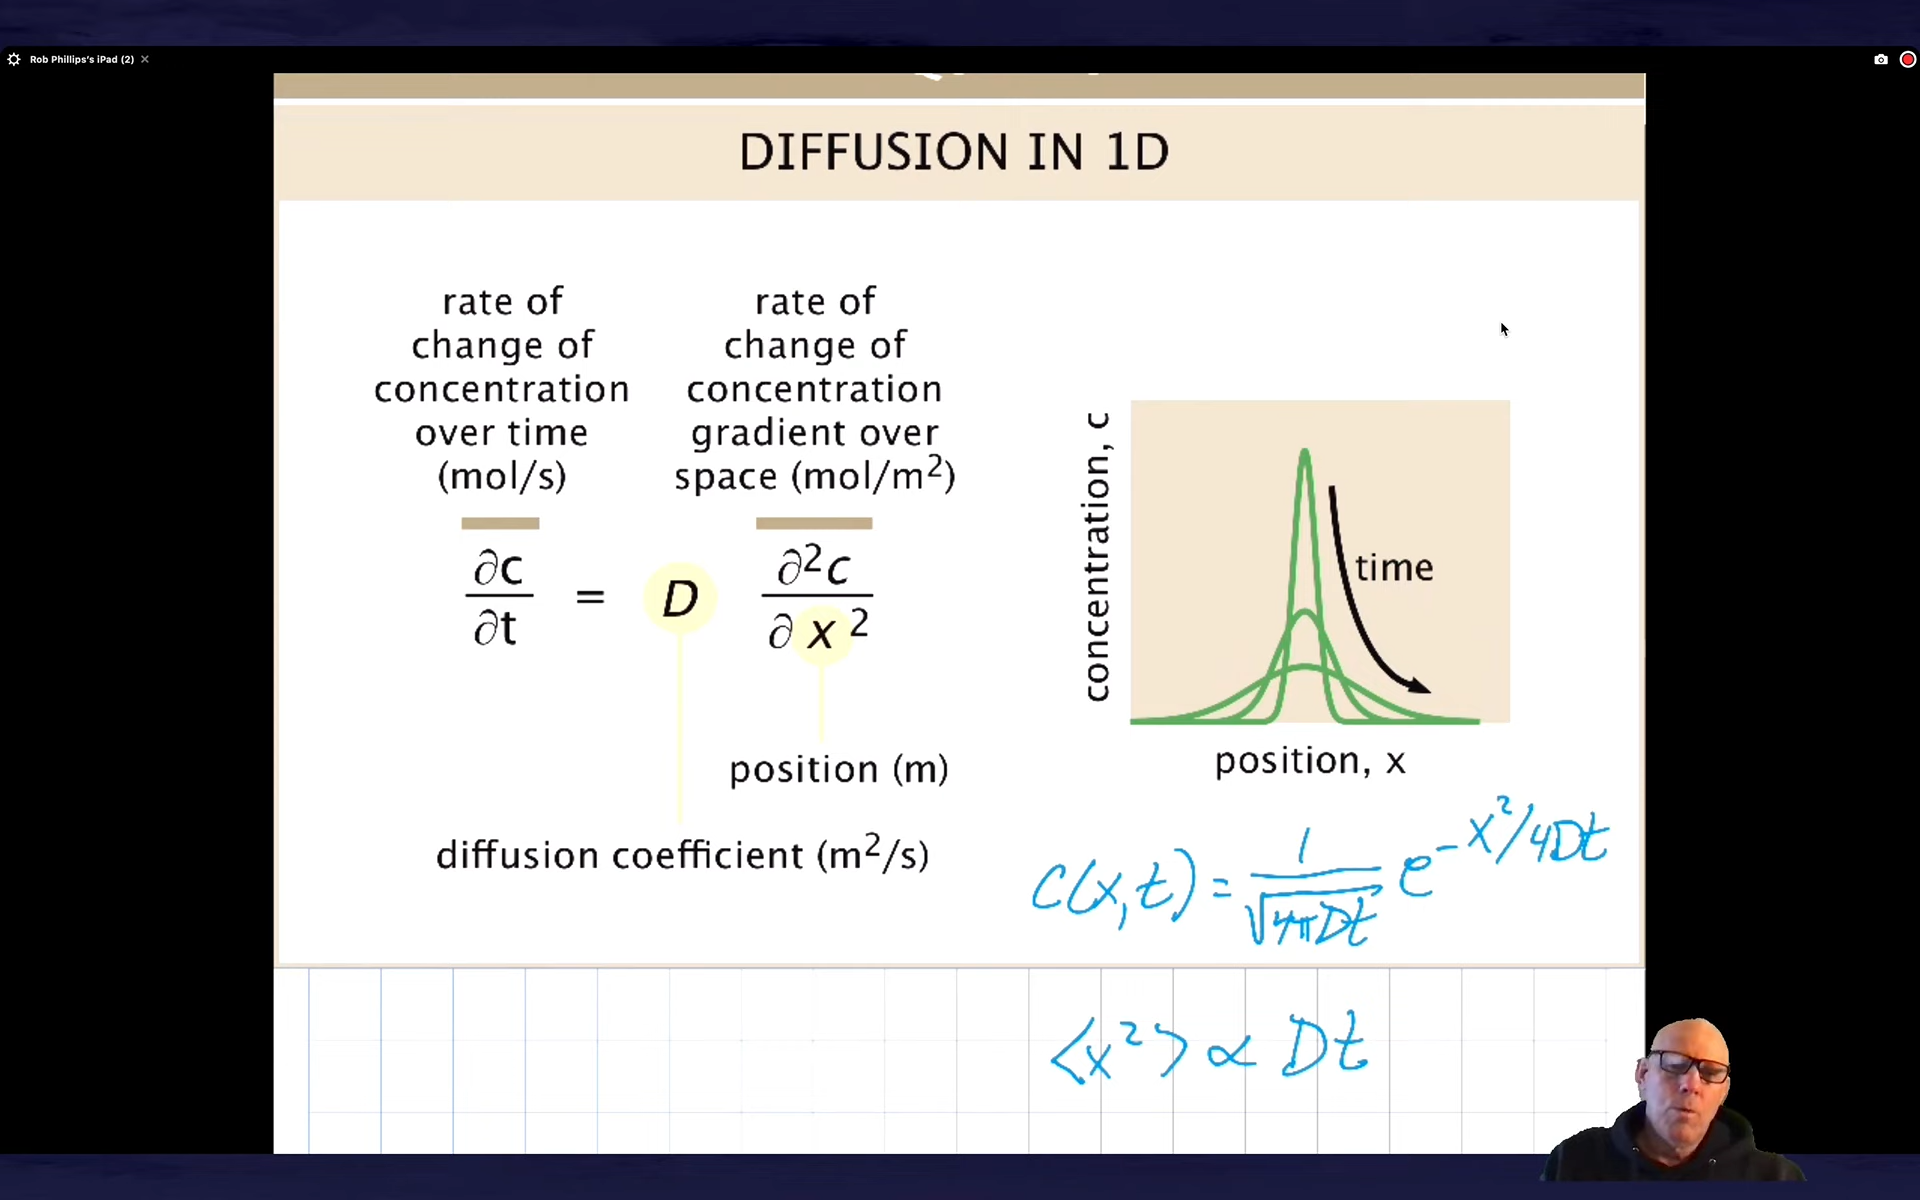 Rob Phillips's iPad (2)
DIFFUSION IN 1D
rate of
change of
concentration
over time
(mol/s)
rate of
change of
concentration
gradient over
space (mol/m²)
∂c
∂t
=
D
∂²c
∂x²
position (m)
diffusion coefficient (m²/s)
concentration, c
time
position, x
C(x,t) = 1/√4πDt e^-x²/4Dt
<x²> ∝ Dt